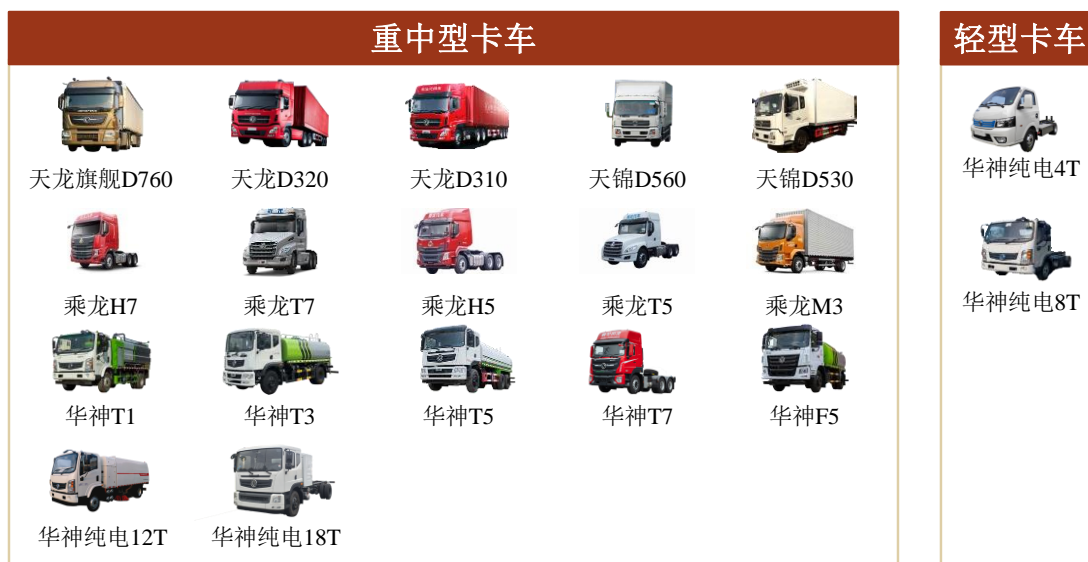 重中型卡车
轻型卡车
天龙旗舰D760
天龙D320
天龙D310
天锦D560
天锦D530
华神纯电4T
乘龙H7
乘龙T7
乘龙H5
乘龙T5
乘龙M3
华神纯电8T
华神T1
华神T3
华神T5
华神T7
华神F5
华神纯电12T
华神纯电18T